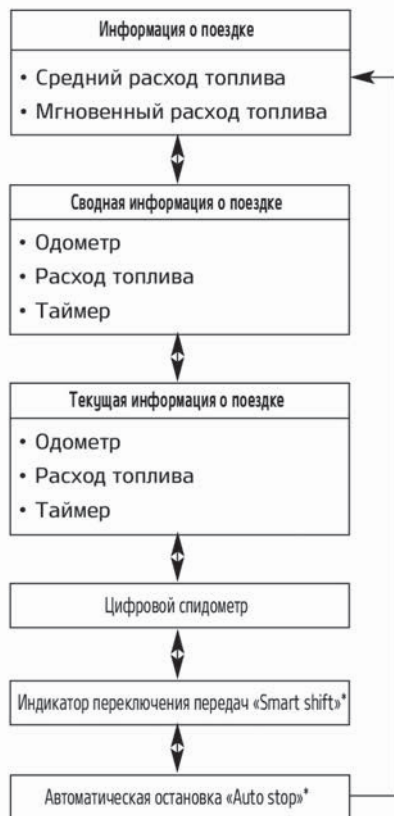 Информация о поездке
• Средний расход топлива
• Мгновенный расход топлива
Сводная информация о поездке
• Одометр
• Расход топлива
• Таймер
Текущая информация о поездке
• Одометр
• Расход топлива
• Таймер
Цифровой спидометр
Индикатор переключения передач «Smart shift»*
Автоматическая остановка «Auto stop»*